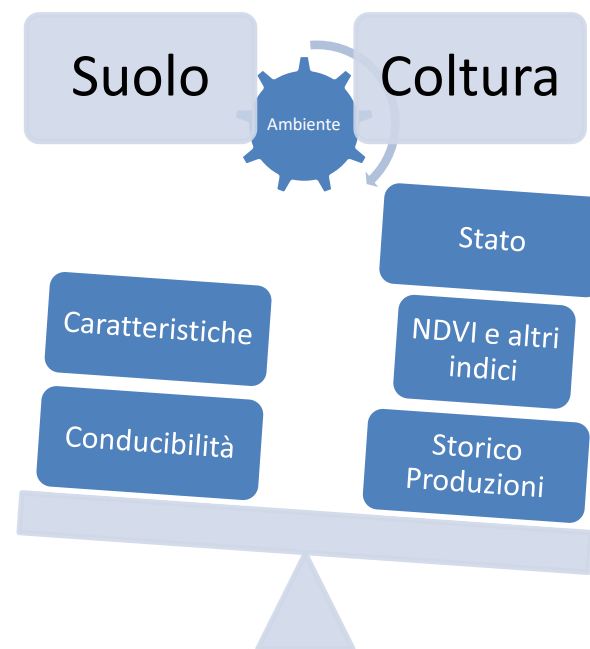 Suolo
Coltura
Ambiente
Stato
Caratteristiche
NDVI e altri
indici
Conducibilità
Storico
Produzioni